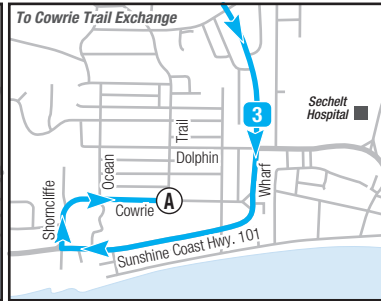 To Cowrie Trail Exchange
3
Sechelt
Hospital
Trail
Ocean
Dolphin
Wharf
Shorncliffe
Cowrie
A
Sunshine Coast Hwy. 101